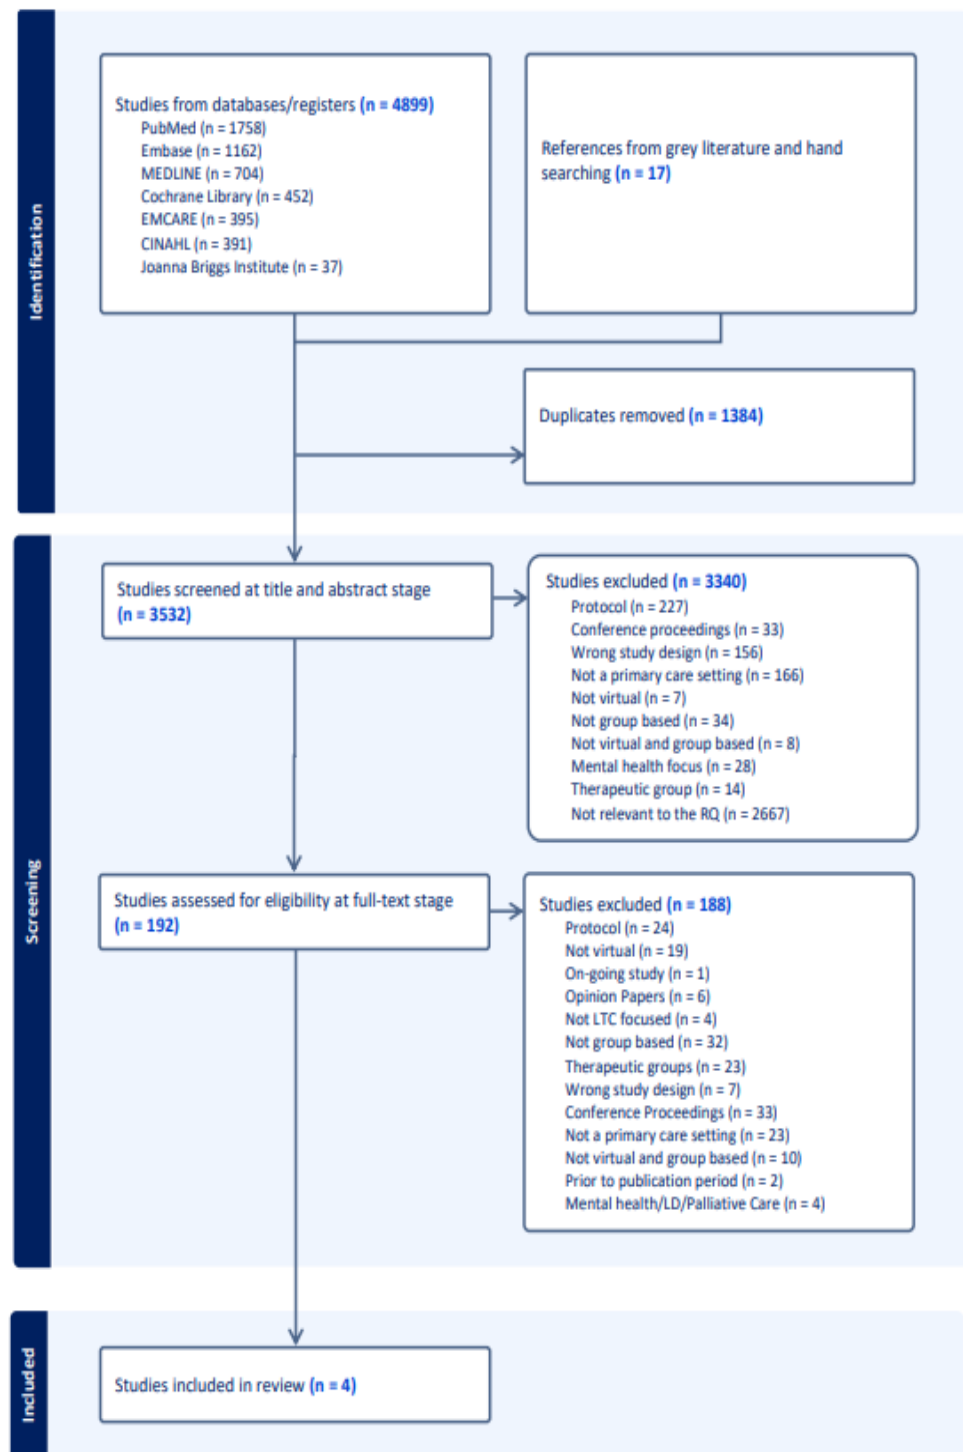 Identification
Studies from databases/registers (n = 4899)
PubMed (n = 1758)
Embase (n = 1162)
MEDLINE (n = 704)
Cochrane Library (n = 452)
EMCARE (n = 395)
CINAHL (n = 391)
Joanna Briggs Institute (n = 37)
References from grey literature and hand
searching (n = 17)
Duplicates removed (n = 1384)
Screening
Studies screened at title and abstract stage
(n = 3532)
Studies excluded (n = 3340)
Protocol (n = 227)
Conference proceedings (n = 33)
Wrong study design (n = 156)
Not a primary care setting (n = 166)
Not virtual (n = 7)
Not group based (n = 34)
Not virtual and group based (n = 8)
Mental health focus (n = 28)
Therapeutic group (n = 14)
Not relevant to the RQ (n = 2667)
Studies assessed for eligibility at full-text stage
(n = 192)
Studies excluded (n = 188)
Protocol (n = 24)
Not virtual (n = 19)
On-going study (n = 1)
Opinion Papers (n = 6)
Not LTC focused (n = 4)
Not group based (n = 32)
Therapeutic groups (n = 23)
Wrong study design (n = 7)
Conference Proceedings (n = 33)
Not a primary care setting (n = 23)
Not virtual and group based (n = 10)
Prior to publication period (n = 2)
Mental health/LD/Palliative Care (n = 4)
Included
Studies included in review (n = 4)